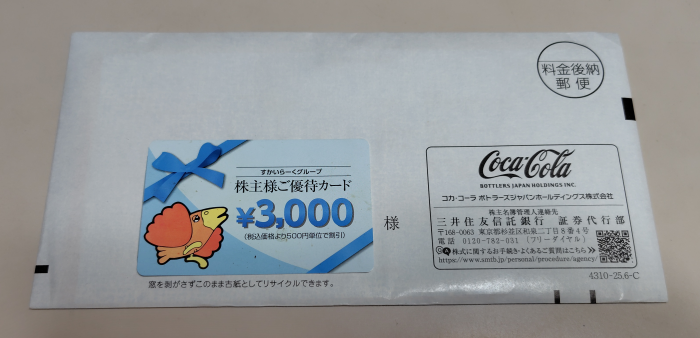 料金後納
郵便
すかいらーくグループ
株主様ご優待カード
¥3,000
(税込価格より500円単位で割引)
様
窓を剥がさずこのまま古紙としてリサイクルできます。
Coca-Cola
BOTTLERS JAPAN HOLDINGS INC.
コカ・コーラ ボトラーズジャパンホールディングス株式会社
株主名簿管理人連絡先
三井住友信託銀行 証券代行部
〒168-0063 東京都杉並区和泉二丁目8番4号
電話 0120-782-031 (フリーダイヤル)
株式に関するお手続き・よくあるご質問はこちら
https://www.smtb.jp/personal/procedure/agency/
4310-25.6-C